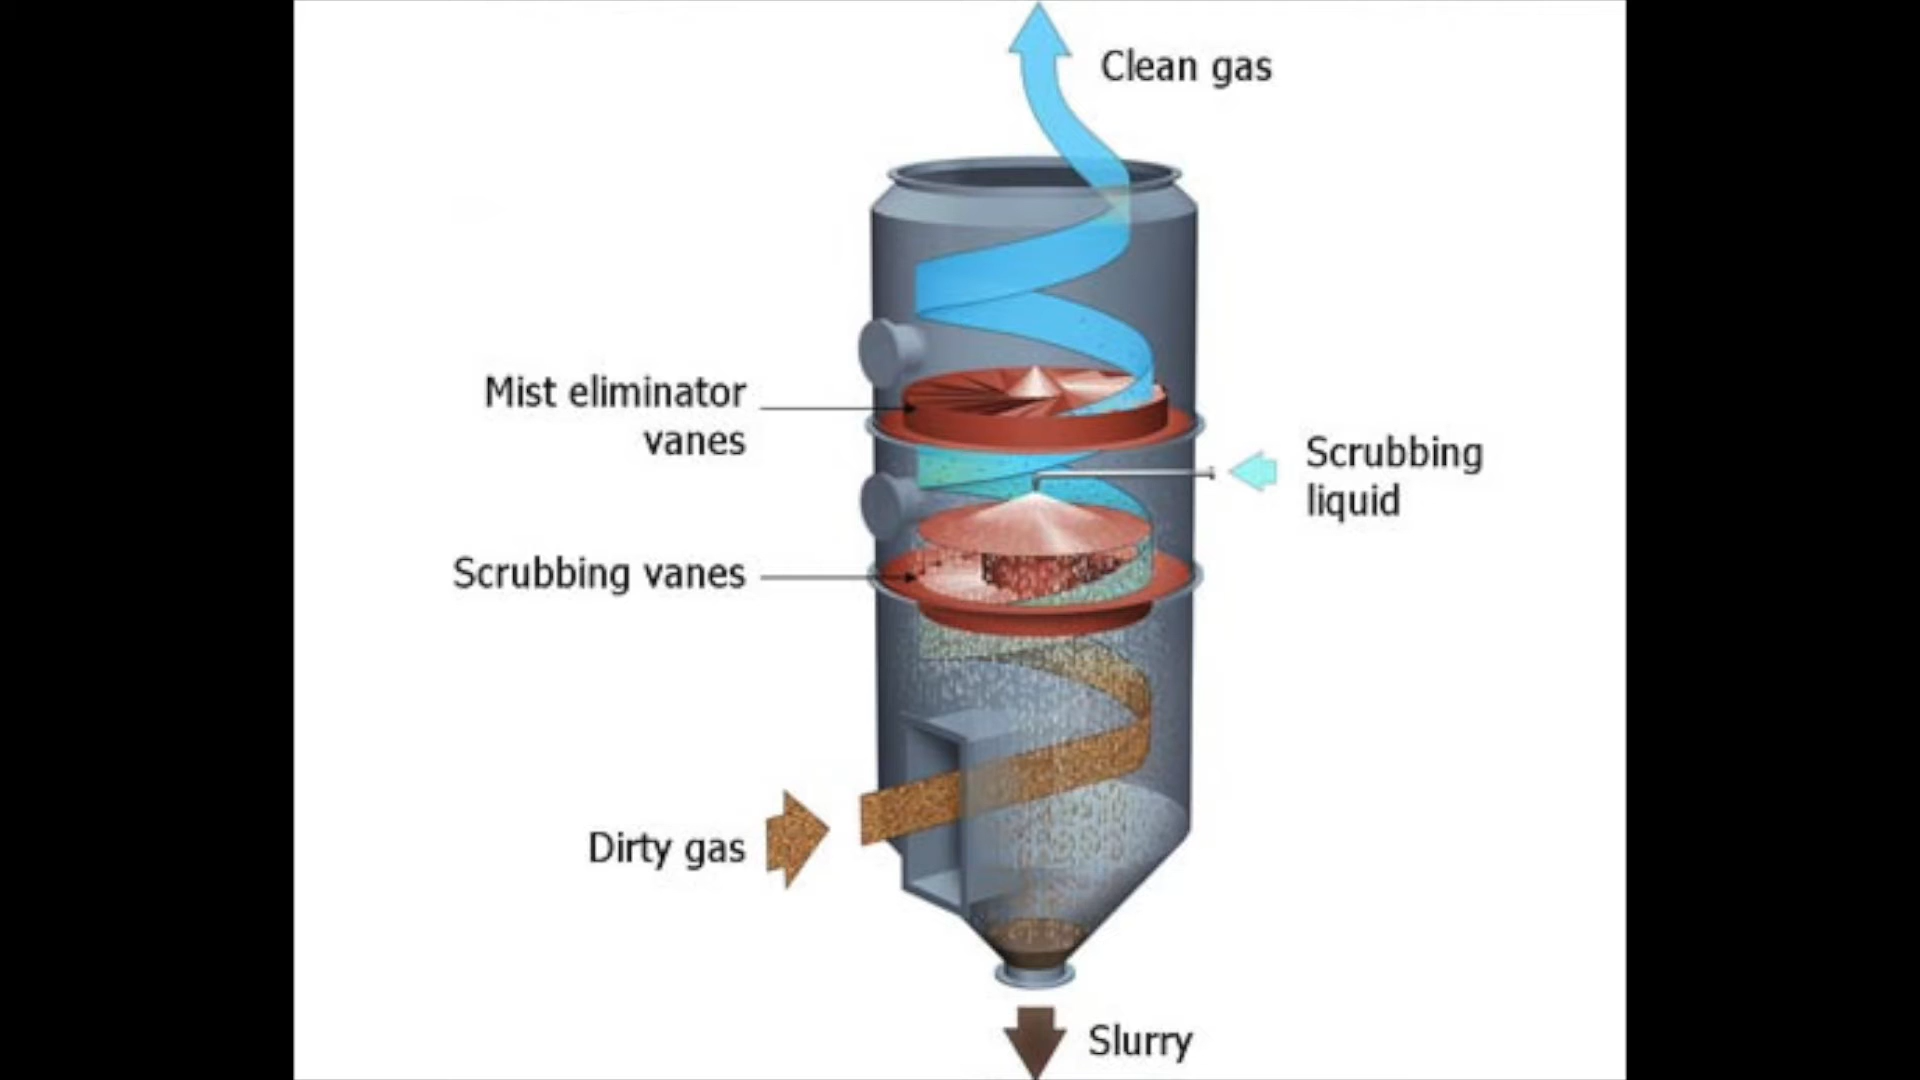 Clean gas
Mist eliminator
vanes
Scrubbing
liquid
Scrubbing vanes
Dirty gas
Slurry